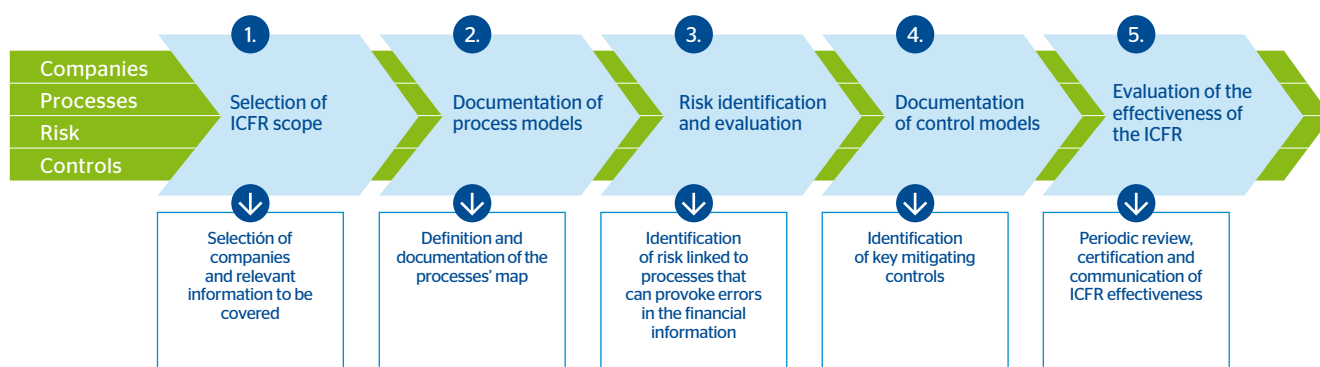 Companies
Processes
Risk
Controls
1.
Selection of
ICFR scope
2.
Documentation of
process models
3.
Risk identification
and evaluation
4.
Documentation
of control models
5.
Evaluation of the
effectiveness of
the ICFR
Selectión of
companies
and relevant
information to be
covered
Definition and
documentation of the
processes' map
Identification
of risk linked to
processes that
can provoke errors
in the financial
information
Identification
of key mitigating
controls
Periodic review,
certification and
communication of
ICFR effectiveness